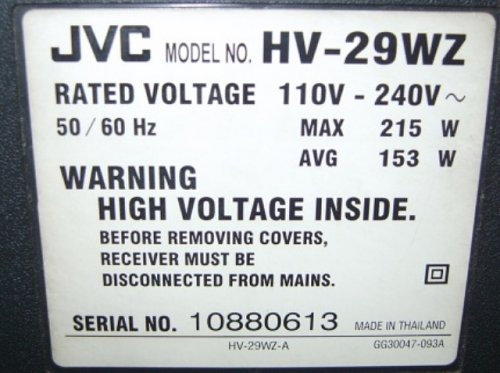 JVC MODEL NO. HV-29WZ
RATED VOLTAGE 110V - 240V ~
50 / 60 Hz MAX 215 W
AVG 153 W
WARNING
HIGH VOLTAGE INSIDE.
BEFORE REMOVING COVERS,
RECEIVER MUST BE
DISCONNECTED FROM MAINS.
SERIAL NO. 10880613 MADE IN THAILAND
HV-29WZ-A GG30047-093A